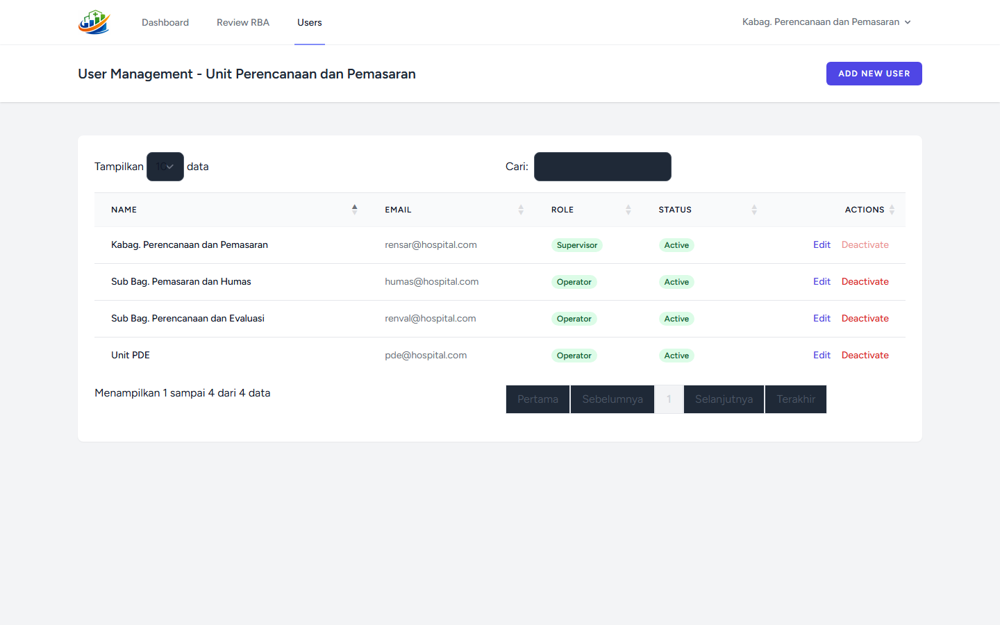 Dashboard Review RBA Users Kabag. Perencanaan dan Pemasaran
User Management - Unit Perencanaan dan Pemasaran ADD NEW USER
Tampilkan 10 data Cari:
NAME EMAIL ROLE STATUS ACTIONS
Kabag. Perencanaan dan Pemasaran rensar@hospital.com Supervisor Active Edit Deactivate
Sub Bag. Pemasaran dan Humas humas@hospital.com Operator Active Edit Deactivate
Sub Bag. Perencanaan dan Evaluasi renval@hospital.com Operator Active Edit Deactivate
Unit PDE pde@hospital.com Operator Active Edit Deactivate
Menampilkan 1 sampai 4 dari 4 data Pertama Sebelumnya 1 Selanjutnya Terakhir